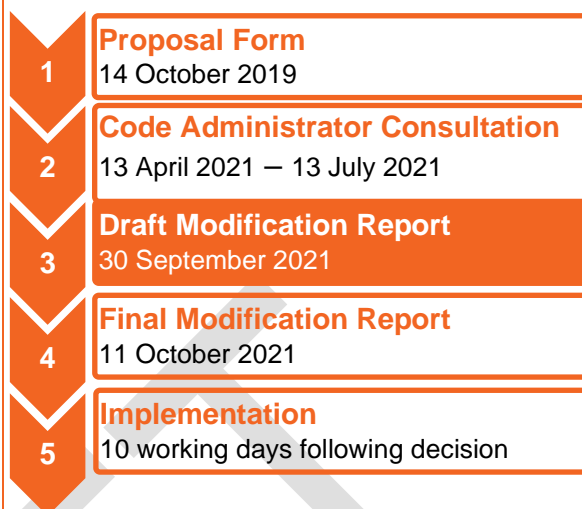 Proposal Form
1
14 October 2019
Code Administrator Consultation
2
13 April 2021 – 13 July 2021
Draft Modification Report
3
30 September 2021
Final Modification Report
4
11 October 2021
Implementation
5
10 working days following decision